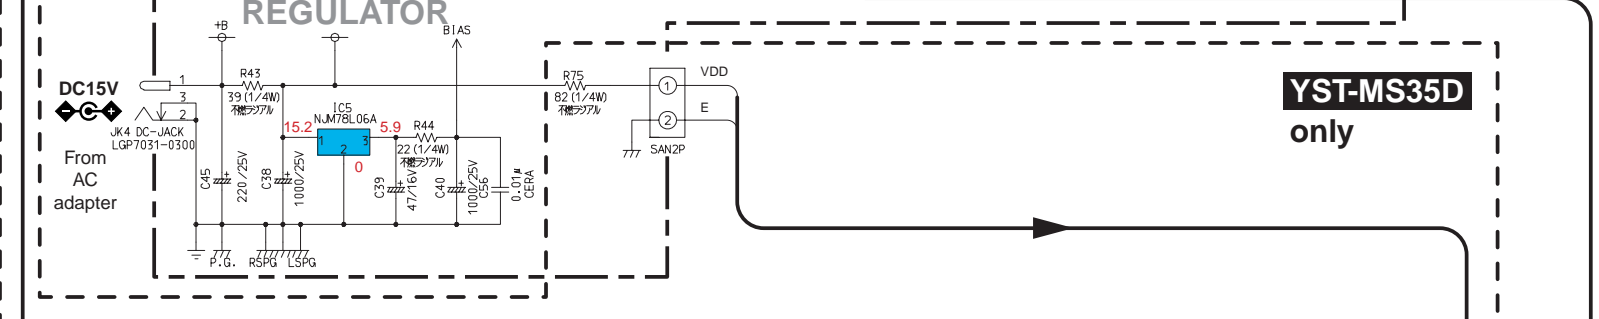 REGULATOR
+B
BIAS
DC15V
1
3
2
JK4 DC-JACK
LGP7031-0300
From
AC
adapter
R43
39 (1/4W)
不燃ラジアル
IC5
NJM78L06A
15.2
1
3
2
5.9
0
R44
22 (1/4W)
不燃ラジアル
C45
220/25V
C38
1000/25V
C39
47/16V
C40
1000/25V
C56
0.01μ
CERA
P.G.
RSPG
LSPG
R75
82 (1/4W)
不燃ラジアル
1
VDD
2
E
SAN2P
YST-MS35D
only